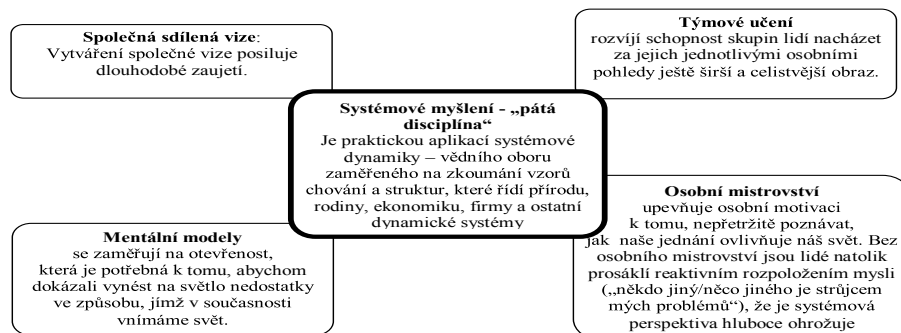 Společná sdílená vize:
Vytváření společné vize posiluje
dlouhodobé zaujetí.
Týmové učení
rozvíjí schopnost skupin lidí nacházet
za jejich jednotlivými osobními
pohledy ještě širší a celistvější obraz.
Systémové myšlení - „pátá
disciplína“
Je praktickou aplikací systémové
dynamiky – vědního oboru
zaměřeného na zkoumání vzorů
chování a struktur, které řídí přírodu,
rodiny, ekonomiku, firmy a ostatní
dynamické systémy
Mentální modely
se zaměřují na otevřenost,
která je potřebná k tomu, abychom
dokázali vynést na světlo nedostatky
ve způsobu, jímž v současnosti
vnímáme svět.
Osobní mistrovství
upevňuje osobní motivaci
k tomu, nepřetržitě poznávat,
jak naše jednání ovlivňuje náš svět. Bez
osobního mistrovství jsou lidé natolik
prosáklí reaktivním rozpoložením mysli
(„někdo jiný/něco jiného je strůjcem
mých problémů“), že je systémová
perspektiva hluboce ohrožuje